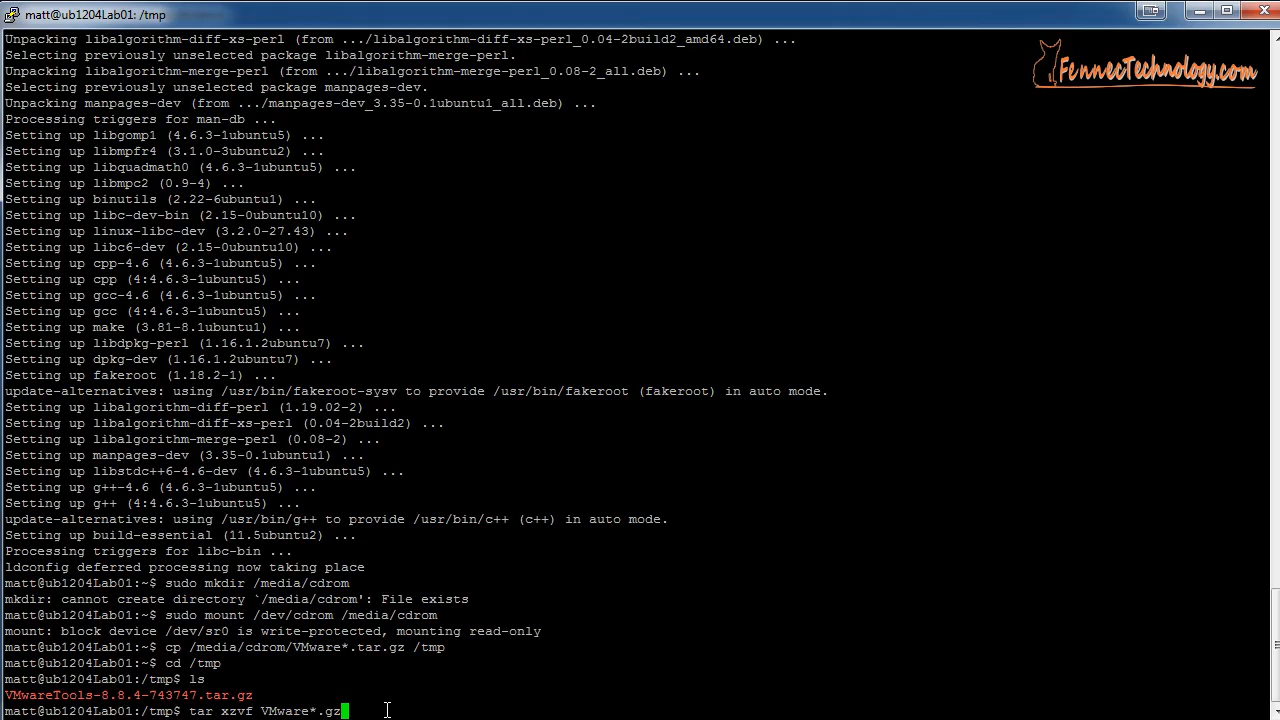 matt@ub1204Lab01: /tmp
Unpacking libalgorithm-diff-xs-perl (from .../libalgorithm-diff-xs-perl_0.04-2build2_amd64.deb) ...
Selecting previously unselected package libalgorithm-merge-perl.
Unpacking libalgorithm-merge-perl (from .../libalgorithm-merge-perl_0.08-2_all.deb) ...
Selecting previously unselected package manpages-dev.
Unpacking manpages-dev (from .../manpages-dev_3.35-0.1ubuntu1_all.deb) ...
Processing triggers for man-db ...
Setting up libgomp1 (4.6.3-1ubuntu5) ...
Setting up libmpfr4 (3.1.0-3ubuntu2) ...
Setting up libquadmath0 (4.6.3-1ubuntu5) ...
Setting up libmpc2 (0.9-4) ...
Setting up binutils (2.22-6ubuntu1) ...
Setting up libc-dev-bin (2.15-0ubuntu10) ...
Setting up linux-libc-dev (3.2.0-27.43) ...
Setting up libc6-dev (2.15-0ubuntu10) ...
Setting up cpp-4.6 (4.6.3-1ubuntu5) ...
Setting up cpp (4:4.6.3-1ubuntu5) ...
Setting up gcc-4.6 (4.6.3-1ubuntu5) ...
Setting up gcc (4:4.6.3-1ubuntu5) ...
Setting up make (3.81-8.1ubuntu1) ...
Setting up libdpkg-perl (1.16.1.2ubuntu7) ...
Setting up dpkg-dev (1.16.1.2ubuntu7) ...
Setting up fakeroot (1.18.2-1) ...
update-alternatives: using /usr/bin/fakeroot-sysv to provide /usr/bin/fakeroot (fakeroot) in auto mode.
Setting up libalgorithm-diff-perl (1.19.02-2) ...
Setting up libalgorithm-diff-xs-perl (0.04-2build2) ...
Setting up libalgorithm-merge-perl (0.08-2) ...
Setting up manpages-dev (3.35-0.1ubuntu1) ...
Setting up libstdc++6-4.6-dev (4.6.3-1ubuntu5) ...
Setting up g++-4.6 (4.6.3-1ubuntu5) ...
Setting up g++ (4:4.6.3-1ubuntu5) ...
update-alternatives: using /usr/bin/g++ to provide /usr/bin/c++ (c++) in auto mode.
Setting up build-essential (11.5ubuntu2) ...
Processing triggers for libc-bin ...
ldconfig deferred processing now taking place
matt@ub1204Lab01:~$ sudo mkdir /media/cdrom
mkdir: cannot create directory `/media/cdrom': File exists
matt@ub1204Lab01:~$ sudo mount /dev/cdrom /media/cdrom
mount: block device /dev/sr0 is write-protected, mounting read-only
matt@ub1204Lab01:~$ cp /media/cdrom/VMware*.tar.gz /tmp
matt@ub1204Lab01:~$ cd /tmp
matt@ub1204Lab01:/tmp$ ls
VMwareTools-8.8.4-743747.tar.gz
matt@ub1204Lab01:/tmp$ tar xzvf VMware*.gz
FennecTechnology.com